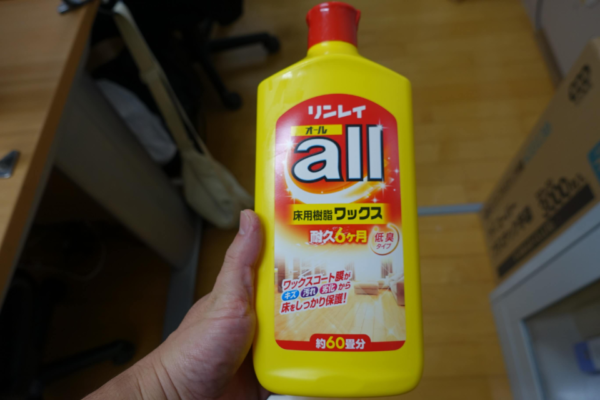 リンレイ
オール
all
床用樹脂ワックス
耐久6ヶ月
低臭
タイプ
ワックスコート膜が
キズ 汚れ 劣化から
床をしっかり保護!
約60畳分